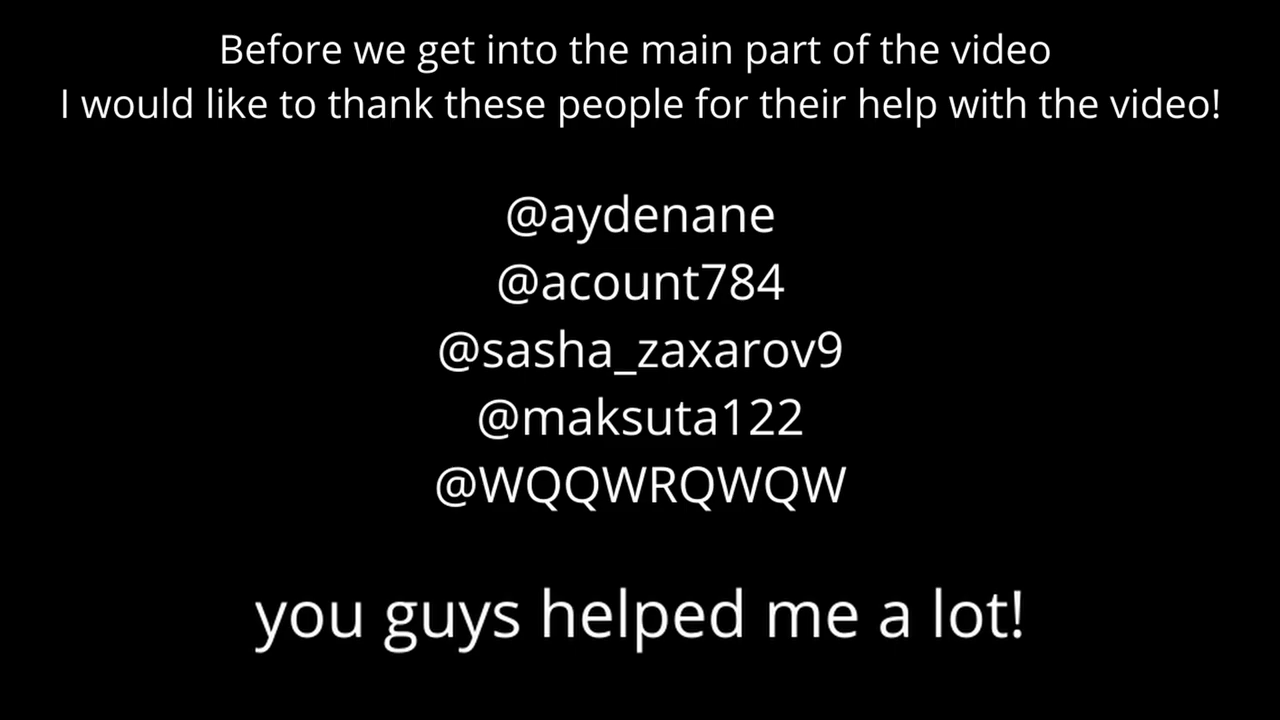 Before we get into the main part of the video
I would like to thank these people for their help with the video!
@aydenane
@acount784
@sasha_zaxarov9
@maksuta122
@WQQWRQWQW
you guys helped me a lot!